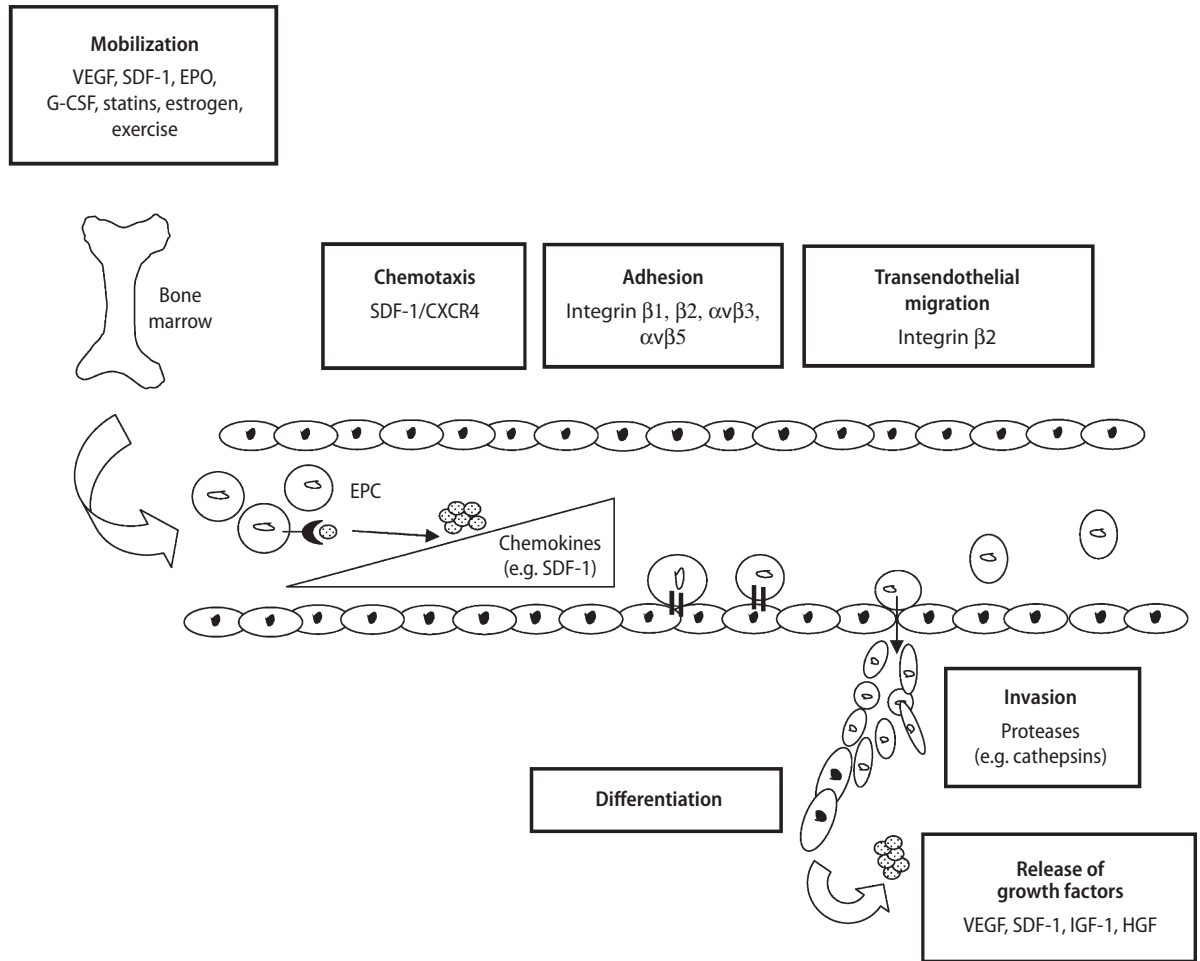 Mobilization
VEGF, SDF-1, EPO,
G-CSF, statins, estrogen,
exercise
Bone
marrow
Chemotaxis
SDF-1/CXCR4
Adhesion
Integrin β1, β2, αvβ3,
αvβ5
Transendothelial
migration
Integrin β2
EPC
Chemokines
(e.g. SDF-1)
Invasion
Proteases
(e.g. cathepsins)
Differentiation
Release of
growth factors
VEGF, SDF-1, IGF-1, HGF